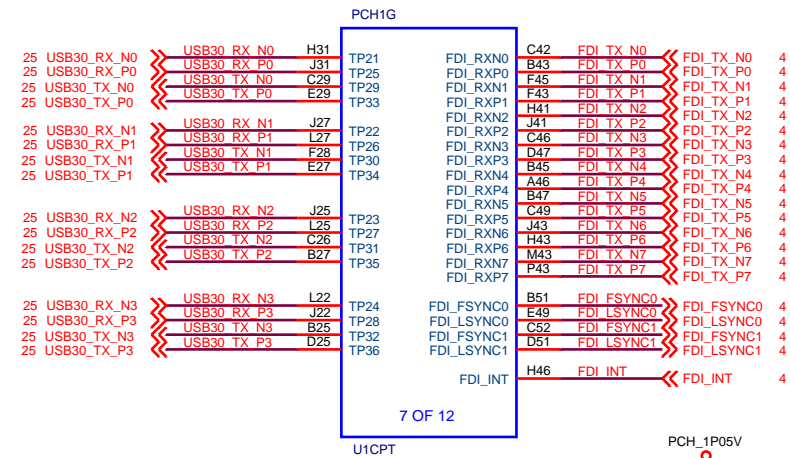 PCH1G
25 USB30_RX_N0 USB30_RX_N0 H31 TP21 FDI_RXN0 C42 FDI_TX_N0 FDI_TX_N0 4
25 USB30_RX_P0 USB30_RX_P0 J31 TP25 FDI_RXP0 B43 FDI_TX_P0 FDI_TX_P0 4
25 USB30_TX_N0 USB30_TX_N0 C29 TP29 FDI_RXN1 F45 FDI_TX_N1 FDI_TX_N1 4
25 USB30_TX_P0 USB30_TX_P0 E29 TP33 FDI_RXP1 F43 FDI_TX_P1 FDI_TX_P1 4
FDI_RXN2 H41 FDI_TX_N2 FDI_TX_N2 4
25 USB30_RX_N1 USB30_RX_N1 J27 TP22 FDI_RXP2 J41 FDI_TX_P2 FDI_TX_P2 4
25 USB30_RX_P1 USB30_RX_P1 L27 TP26 FDI_RXN3 C46 FDI_TX_N3 FDI_TX_N3 4
25 USB30_TX_N1 USB30_TX_N1 F28 TP30 FDI_RXP3 D47 FDI_TX_P3 FDI_TX_P3 4
25 USB30_TX_P1 USB30_TX_P1 E27 TP34 FDI_RXN4 B45 FDI_TX_N4 FDI_TX_N4 4
FDI_RXP4 A46 FDI_TX_P4 FDI_TX_P4 4
FDI_RXN5 B47 FDI_TX_N5 FDI_TX_N5 4
25 USB30_RX_N2 USB30_RX_N2 J25 TP23 FDI_RXP5 C49 FDI_TX_P5 FDI_TX_P5 4
25 USB30_RX_P2 USB30_RX_P2 L25 TP27 FDI_RXN6 J43 FDI_TX_N6 FDI_TX_N6 4
25 USB30_TX_N2 USB30_TX_N2 C26 TP31 FDI_RXP6 H43 FDI_TX_P6 FDI_TX_P6 4
25 USB30_TX_P2 USB30_TX_P2 B27 TP35 FDI_RXN7 M43 FDI_TX_N7 FDI_TX_N7 4
FDI_RXP7 P43 FDI_TX_P7 FDI_TX_P7 4
25 USB30_RX_N3 USB30_RX_N3 L22 TP24 FDI_FSYNC0 B51 FDI_FSYNC0 FDI_FSYNC0 4
25 USB30_RX_P3 USB30_RX_P3 J22 TP28 FDI_LSYNC0 E49 FDI_LSYNC0 FDI_LSYNC0 4
25 USB30_TX_N3 USB30_TX_N3 B25 TP32 FDI_FSYNC1 C52 FDI_FSYNC1 FDI_FSYNC1 4
25 USB30_TX_P3 USB30_TX_P3 D25 TP36 FDI_LSYNC1 D51 FDI_LSYNC1 FDI_LSYNC1 4
FDI_INT H46 FDI_INT FDI_INT 4
7 OF 12
U1CPT
PCH_1P05V